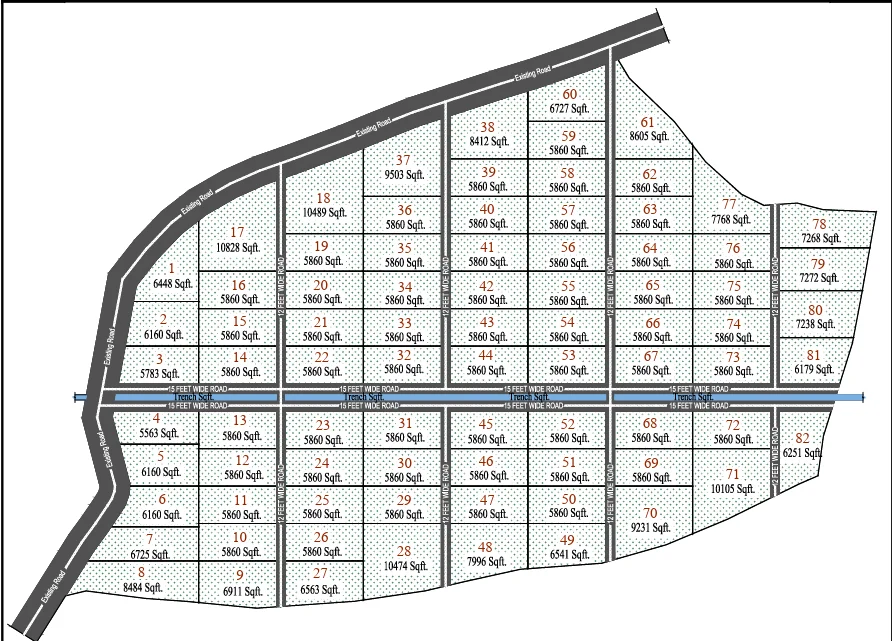 Existing Road
Existing Road
Existing Road
Existing Road
Existing Road
Existing Road
60
6727 Sqft.
61
8605 Sqft.
38
8412 Sqft.
59
5860 Sqft.
37
9503 Sqft.
39
5860 Sqft.
58
5860 Sqft.
62
5860 Sqft.
18
10489 Sqft.
36
5860 Sqft.
40
5860 Sqft.
57
5860 Sqft.
63
5860 Sqft.
77
7768 Sqft.
78
7268 Sqft.
17
10828 Sqft.
19
5860 Sqft.
35
5860 Sqft.
41
5860 Sqft.
56
5860 Sqft.
64
5860 Sqft.
76
5860 Sqft.
79
7272 Sqft.
1
6448 Sqft.
16
5860 Sqft.
20
5860 Sqft.
34
5860 Sqft.
42
5860 Sqft.
55
5860 Sqft.
65
5860 Sqft.
75
5860 Sqft.
80
7238 Sqft.
2
6160 Sqft.
15
5860 Sqft.
21
5860 Sqft.
33
5860 Sqft.
43
5860 Sqft.
54
5860 Sqft.
66
5860 Sqft.
74
5860 Sqft.
81
6179 Sqft.
3
5783 Sqft.
14
5860 Sqft.
22
5860 Sqft.
32
5860 Sqft.
44
5860 Sqft.
53
5860 Sqft.
67
5860 Sqft.
73
5860 Sqft.
12 FEET WIDE ROAD
12 FEET WIDE ROAD
12 FEET WIDE ROAD
12 FEET WIDE ROAD
15 FEET WIDE ROAD
15 FEET WIDE ROAD
15 FEET WIDE ROAD
15 FEET WIDE ROAD
Trench Sqft.
Trench Sqft.
Trench Sqft.
Trench Sqft.
15 FEET WIDE ROAD
15 FEET WIDE ROAD
15 FEET WIDE ROAD
15 FEET WIDE ROAD
4
5563 Sqft.
13
5860 Sqft.
23
5860 Sqft.
31
5860 Sqft.
45
5860 Sqft.
52
5860 Sqft.
68
5860 Sqft.
72
5860 Sqft.
82
6251 Sqft.
5
6160 Sqft.
12
5860 Sqft.
24
5860 Sqft.
30
5860 Sqft.
46
5860 Sqft.
51
5860 Sqft.
69
5860 Sqft.
71
10105 Sqft.
6
6160 Sqft.
11
5860 Sqft.
25
5860 Sqft.
29
5860 Sqft.
47
5860 Sqft.
50
5860 Sqft.
70
9231 Sqft.
7
6725 Sqft.
10
5860 Sqft.
26
5860 Sqft.
28
10474 Sqft.
48
7996 Sqft.
49
6541 Sqft.
8
8484 Sqft.
9
6911 Sqft.
27
6563 Sqft.
12 FEET WIDE ROAD
12 FEET WIDE ROAD
12 FEET WIDE ROAD
12 FEET WIDE ROAD